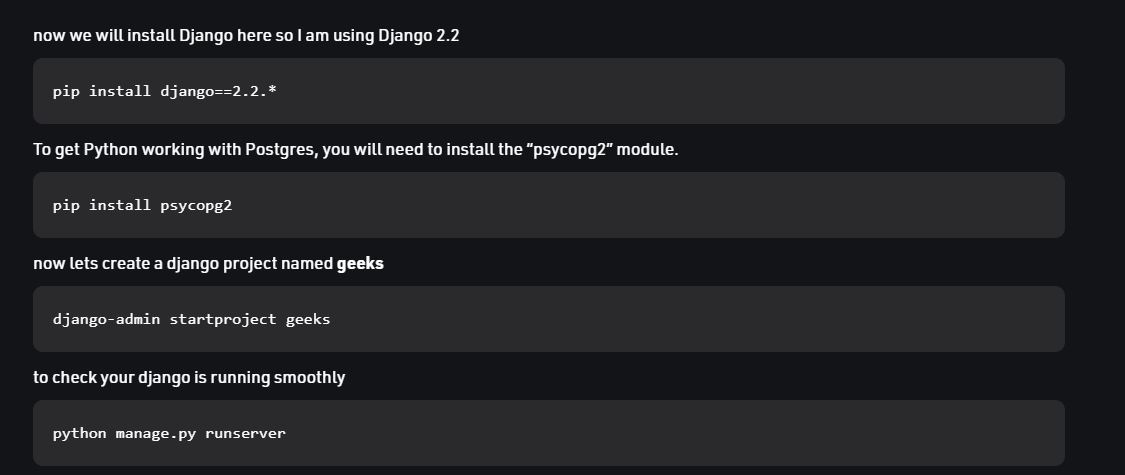 now we will install Django here so I am using Django 2.2
pip install django==2.2.*
To get Python working with Postgres, you will need to install the “psycopg2” module.
pip install psycopg2
now lets create a django project named geeks
django-admin startproject geeks
to check your django is running smoothly
python manage.py runserver